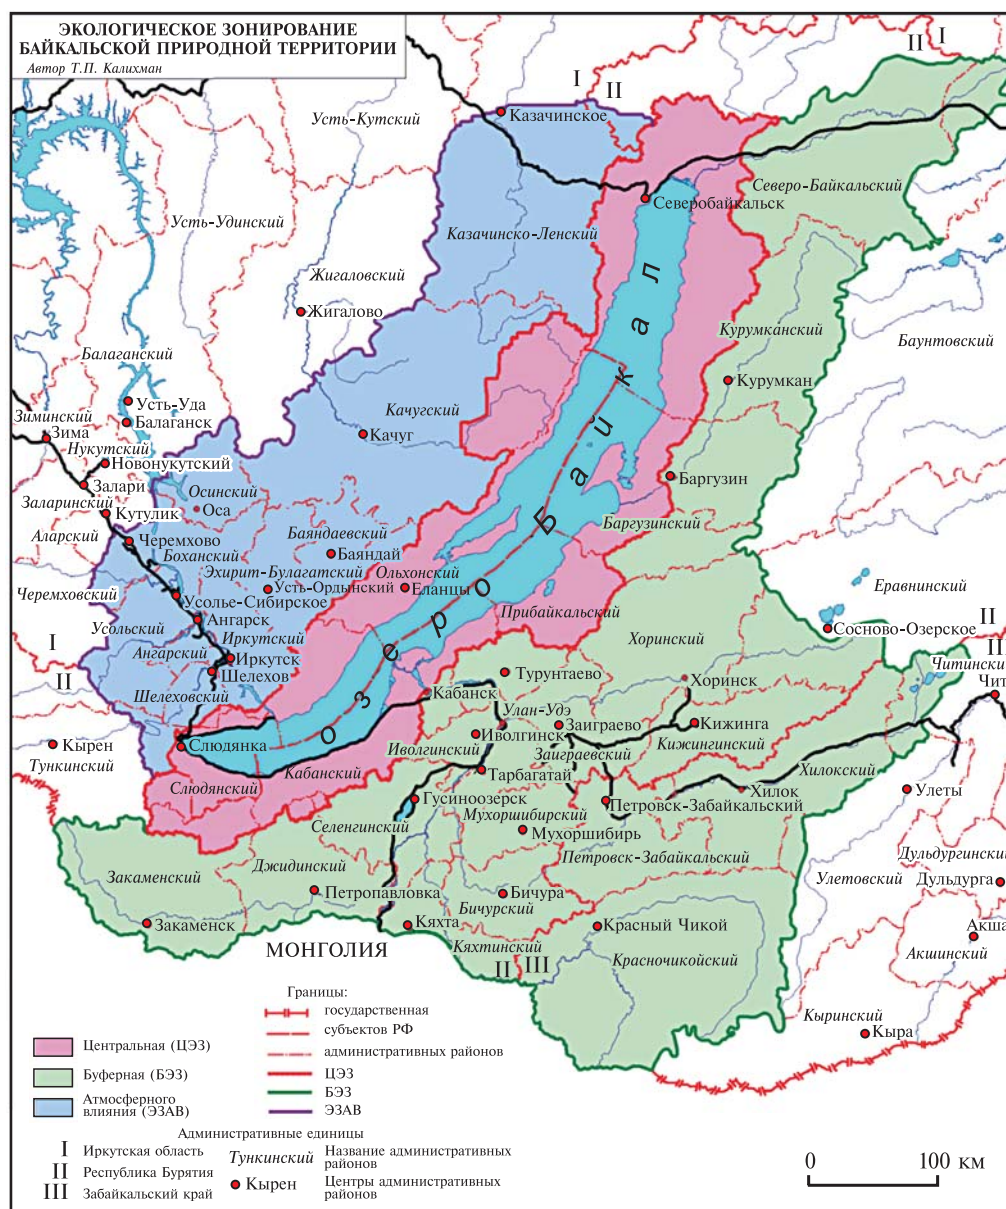 ЭКОЛОГИЧЕСКОЕ ЗОНИРОВАНИЕ
БАЙКАЛЬСКОЙ ПРИРОДНОЙ ТЕРРИТОРИИ
Автор Т.П. Калихман
I
II
II
I
Казачинское
Усть-Кутский
Северо-Байкальский
Северобайкальск
Усть-Удинский
Казачинско-Ленский
Жигаловский
Жигалово
Курумканский
Баунтовский
Балаганский
Курумкан
Усть-Уда
Балаганск
Качугский
Качуг
Зиминский
Зима
Нукутский
Новонукутский
Залари
Баргузин
Осинский
Оса
Заларинский
Кутулик
Баргузинский
Аларский
Черемхово
Баяндаевский
Баяндай
Боханский
Эхирит-Булагатский
Ольхонский
Еланцы
Усть-Ордынский
Черемховский
Усолье-Сибирское
Еравнинский
Прибайкальский
Ангарск
Усольский
Иркутский
Сосново-Озерское
Хоринский
Ангарский
Иркутск
Шелехов
I
II
II
III
Шелеховский
Турунтаево
Хоринск
Читински
Чит
Кабанск
Улан-Удэ
Заиграево
Кижинга
Иволгинск
Кырен
Слюдянка
Иволгинский
Заиграевский
Кижингинский
Тункинский
Кабанский
Тарбагатай
Хилокский
Слюдянский
Хилок
Улеты
Гусиноозерск
Петровск-Забайкальский
Мухоршибирский
Селенгинский
Мухоршибирь
Дульдургински
Джидинский
Петровск-Забайкальский
Закаменский
Улетовский
Дульдурга
Петропавловка
Бичура
Бичурский
Закаменск
Кяхта
Красный Чикой
Акша
МОНГОЛИЯ
Кяхтинский
Акшинский
II
III
Красночикойский
Кыринский
Кыра
озеро Байкал
Границы:
государственная
субъектов РФ
административных районов
ЦЭЗ
БЭЗ
ЭЗАВ
Центральная (ЦЭЗ)
Буферная (БЭЗ)
Атмосферного
влияния (ЭЗАВ)
Административные единицы
I Иркутская область
II Республика Бурятия
III Забайкальский край
Тункинский Название административных
районов
Кырен Центры административных
районов
0 100 км